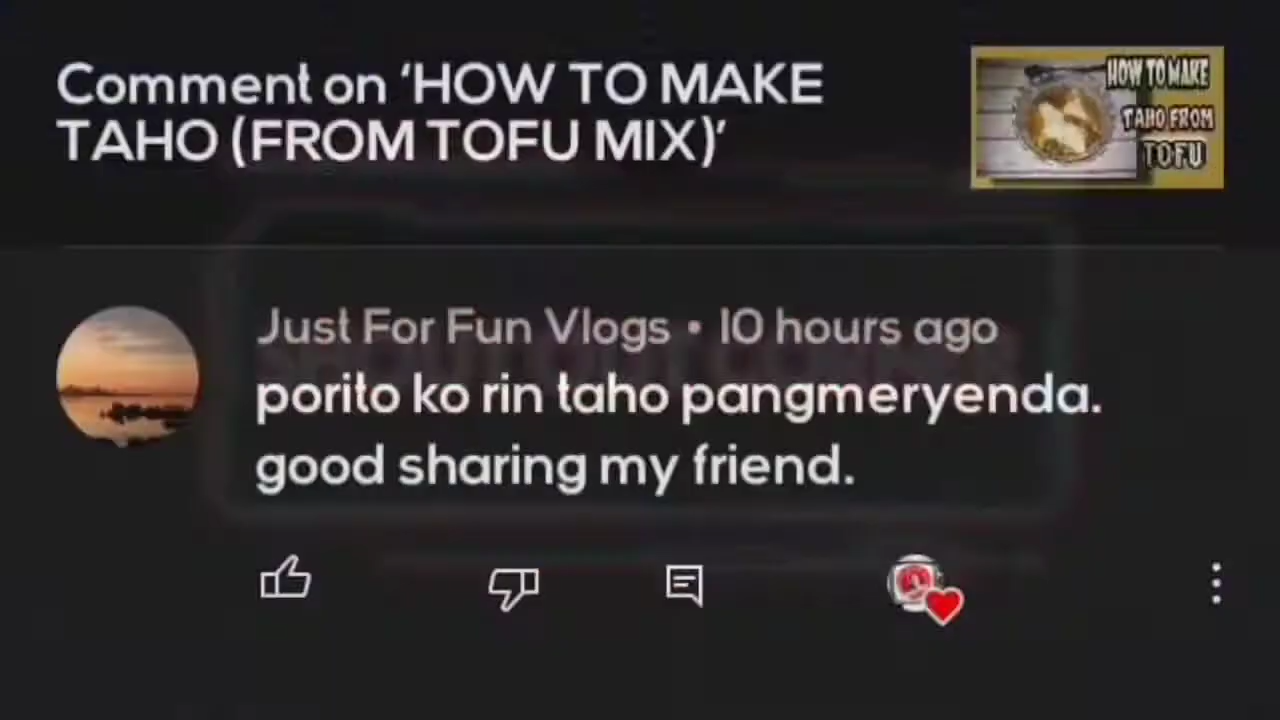 Comment on ‘HOW TO MAKE
TAHO (FROM TOFU MIX)’
HOW TO MAKE
TAHO FROM
TOFU
Just For Fun Vlogs • 10 hours ago
porito ko rin taho pangmeryenda.
good sharing my friend.